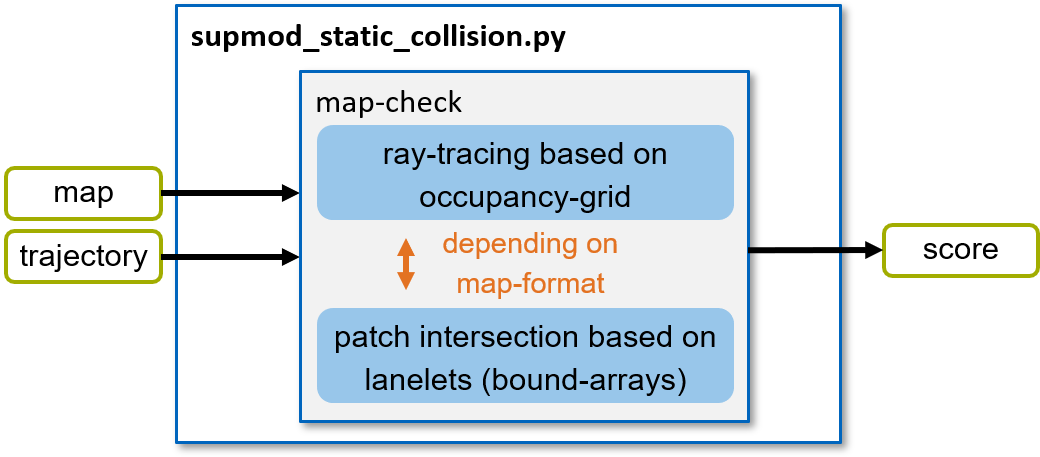 supmod_static_collision.py
map-check
ray-tracing based on
occupancy-grid
map
trajectory
depending on
map-format
score
patch intersection based on
lanelets (bound-arrays)